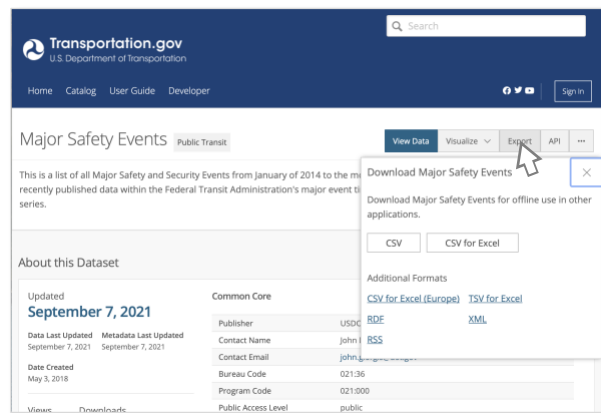 Search
Transportation.gov
U.S. Department of Transportation
Home Catalog User Guide Developer
Sign In
Major Safety Events Public Transit
View Data Visualize Export API ...
This is a list of all Major Safety and Security Events from January of 2014 to the
recently published data within the Federal Transit Administration's major event
series.
Download Major Safety Events
Download Major Safety Events for offline use in other
applications.
CSV CSV for Excel
Additional Formats
CSV for Excel (Europe) TSV for Excel
RDF XML
RSS
About this Dataset
Updated
September 7, 2021
Data Last Updated Metadata Last Updated
September 7, 2021 September 7, 2021
Date Created
May 3, 2018
Views Downloads
Common Core
Publisher USDO
Contact Name John
Contact Email
Bureau Code 021:36
Program Code 021:000
Public Access Level public